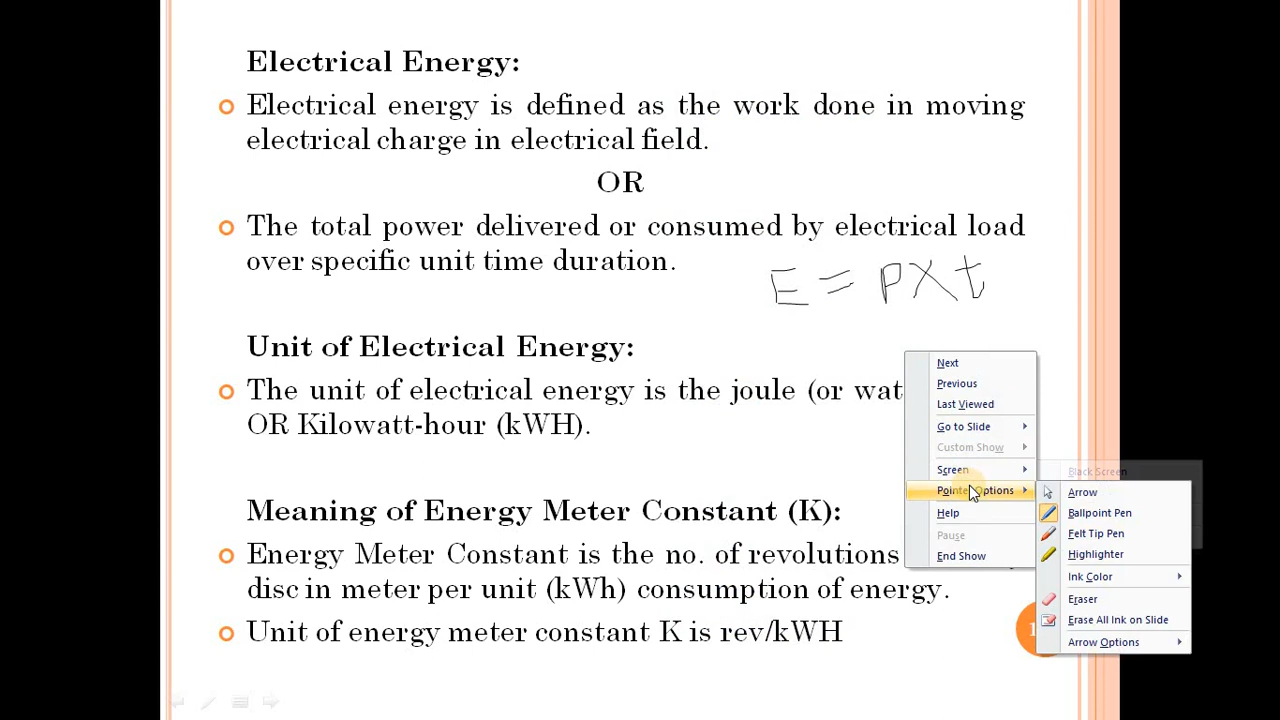 Electrical Energy:
Electrical energy is defined as the work done in moving
electrical charge in electrical field.
OR
The total power delivered or consumed by electrical load
over specific unit time duration.
E = P X t
Unit of Electrical Energy:
The unit of electrical energy is the joule (or
OR Kilowatt-hour (kWH).
Meaning of Energy Meter Constant (K):
Energy Meter Constant is the no. of revolutions
disc in meter per unit (kWh) consumption of energy.
Unit of energy meter constant K is rev/kWH
Next
Previous
Last Viewed
Go to Slide
Custom Show
Screen
Pointer Options
Help
Pause
End Show
Black Screen
Arrow
Ballpoint Pen
Felt Tip Pen
Highlighter
Ink Color
Eraser
Erase All Ink on Slide
Arrow Options